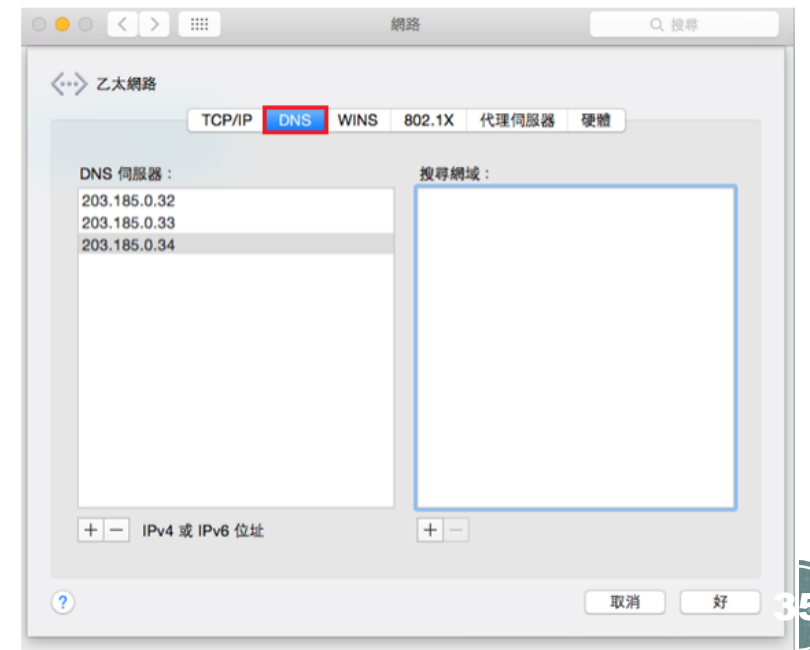 網路
搜尋
乙太網路
TCP/IP DNS WINS 802.1X 代理伺服器 硬體
DNS 伺服器：
203.185.0.32
203.185.0.33
203.185.0.34
搜尋網域：
+ − IPv4 或 IPv6 位址
+ −
?
取消 好
35